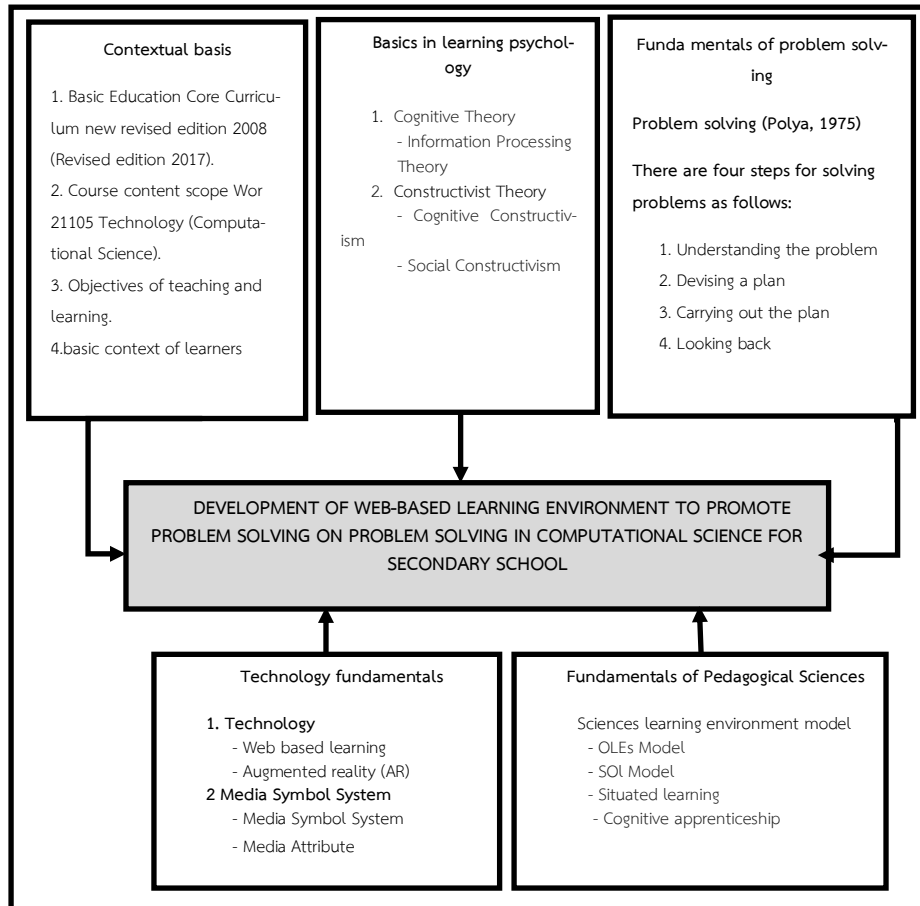 Contextual basis
1. Basic Education Core Curricu-
lum new revised edition 2008
(Revised edition 2017).
2. Course content scope Wor
21105 Technology (Computa-
tional Science).
3. Objectives of teaching and
learning.
4.basic context of learners
Basics in learning psychol-
ogy
1. Cognitive Theory
- Information Processing
Theory
2. Constructivist Theory
- Cognitive Constructiv-
ism
- Social Constructivism
Funda mentals of problem solv-
ing
Problem solving (Polya, 1975)
There are four steps for solving
problems as follows:
1. Understanding the problem
2. Devising a plan
3. Carrying out the plan
4. Looking back
DEVELOPMENT OF WEB-BASED LEARNING ENVIRONMENT TO PROMOTE
PROBLEM SOLVING ON PROBLEM SOLVING IN COMPUTATIONAL SCIENCE FOR
SECONDARY SCHOOL
Technology fundamentals
1. Technology
- Web based learning
- Augmented reality (AR)
2 Media Symbol System
- Media Symbol System
- Media Attribute
Fundamentals of Pedagogical Sciences
Sciences learning environment model
- OLEs Model
- SOl Model
- Situated learning
- Cognitive apprenticeship